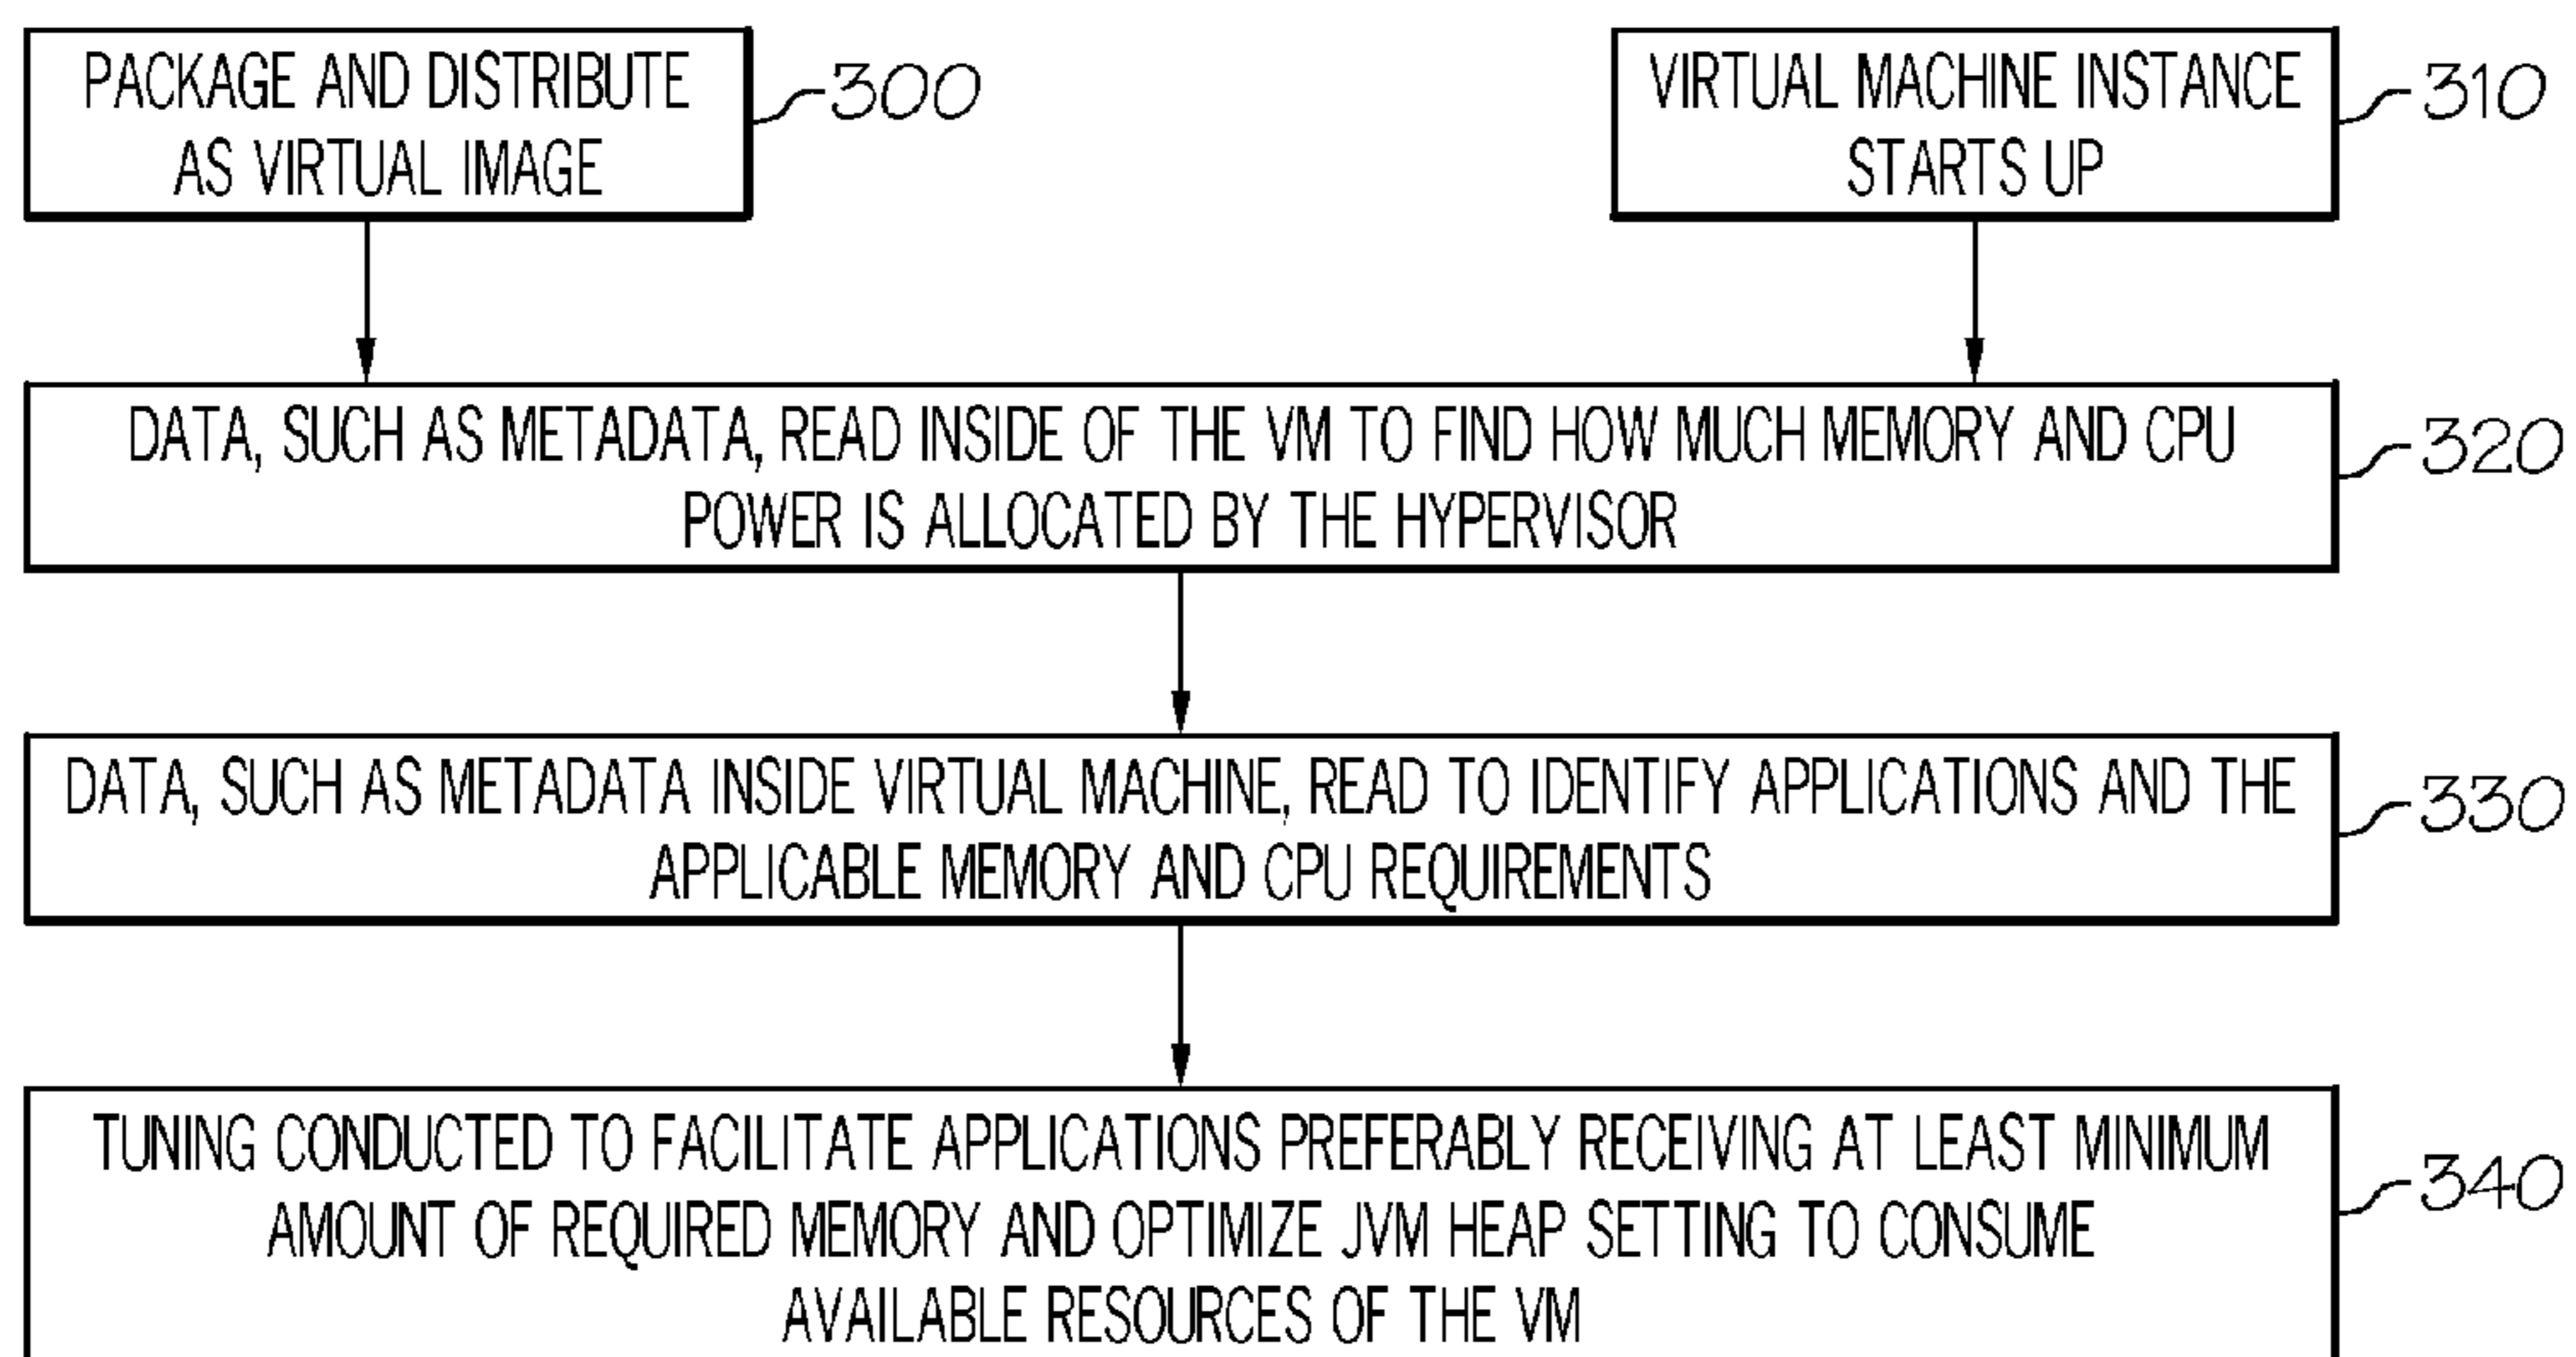 PACKAGE AND DISTRIBUTE
AS VIRTUAL IMAGE
300
VIRTUAL MACHINE INSTANCE
STARTS UP
310
DATA, SUCH AS METADATA, READ INSIDE OF THE VM TO FIND HOW MUCH MEMORY AND CPU
POWER IS ALLOCATED BY THE HYPERVISOR
320
DATA, SUCH AS METADATA INSIDE VIRTUAL MACHINE, READ TO IDENTIFY APPLICATIONS AND THE
APPLICABLE MEMORY AND CPU REQUIREMENTS
330
TUNING CONDUCTED TO FACILITATE APPLICATIONS PREFERABLY RECEIVING AT LEAST MINIMUM
AMOUNT OF REQUIRED MEMORY AND OPTIMIZE JVM HEAP SETTING TO CONSUME
AVAILABLE RESOURCES OF THE VM
340